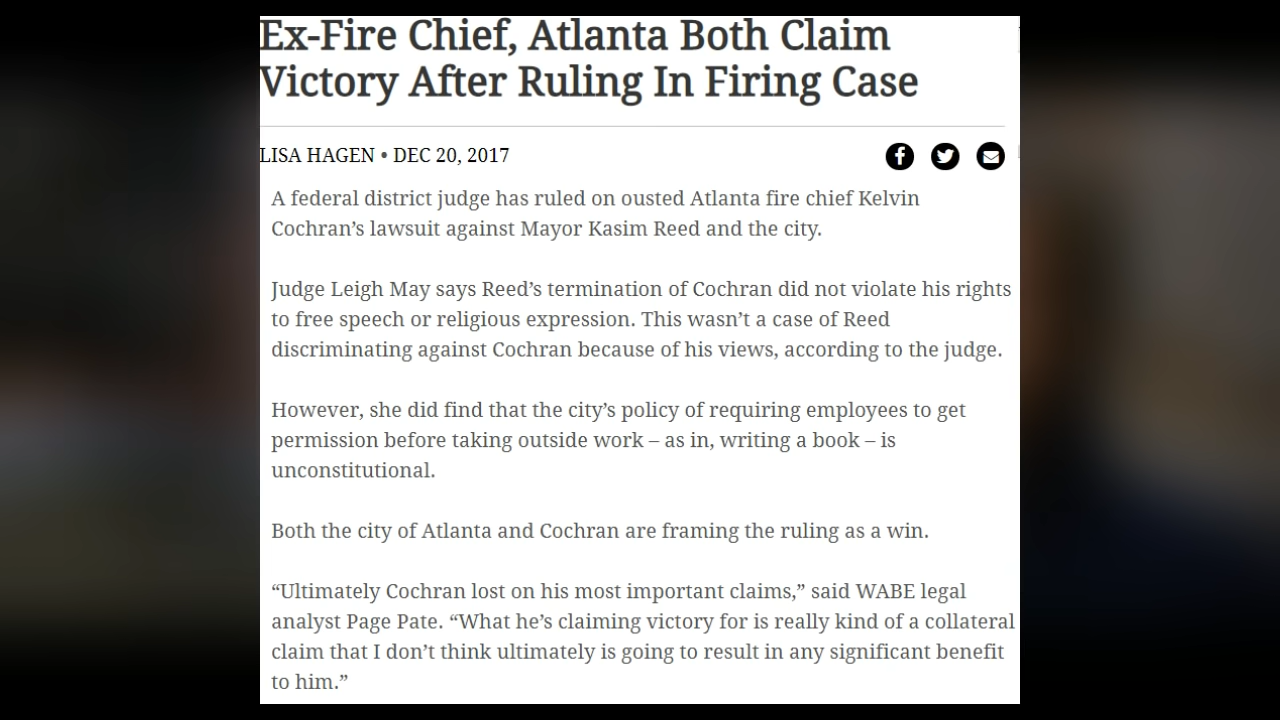 Ex-Fire Chief, Atlanta Both Claim
Victory After Ruling In Firing Case
LISA HAGEN • DEC 20, 2017
A federal district judge has ruled on ousted Atlanta fire chief Kelvin
Cochran’s lawsuit against Mayor Kasim Reed and the city.
Judge Leigh May says Reed’s termination of Cochran did not violate his rights
to free speech or religious expression. This wasn’t a case of Reed
discriminating against Cochran because of his views, according to the judge.
However, she did find that the city’s policy of requiring employees to get
permission before taking outside work – as in, writing a book – is
unconstitutional.
Both the city of Atlanta and Cochran are framing the ruling as a win.
“Ultimately Cochran lost on his most important claims,” said WABE legal
analyst Page Pate. “What he’s claiming victory for is really kind of a collateral
claim that I don’t think ultimately is going to result in any significant benefit
to him.”